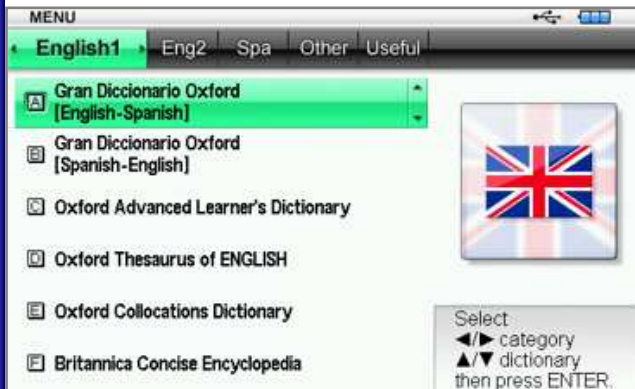 MENU
English1 Eng2 Spa Other Useful
A Gran Diccionario Oxford
[English-Spanish]
B Gran Diccionario Oxford
[Spanish-English]
C Oxford Advanced Learner's Dictionary
D Oxford Thesaurus of ENGLISH
E Oxford Collocations Dictionary
F Britannica Concise Encyclopedia
Select
◀/▶ category
▲/▼ dictionary
then press ENTER.